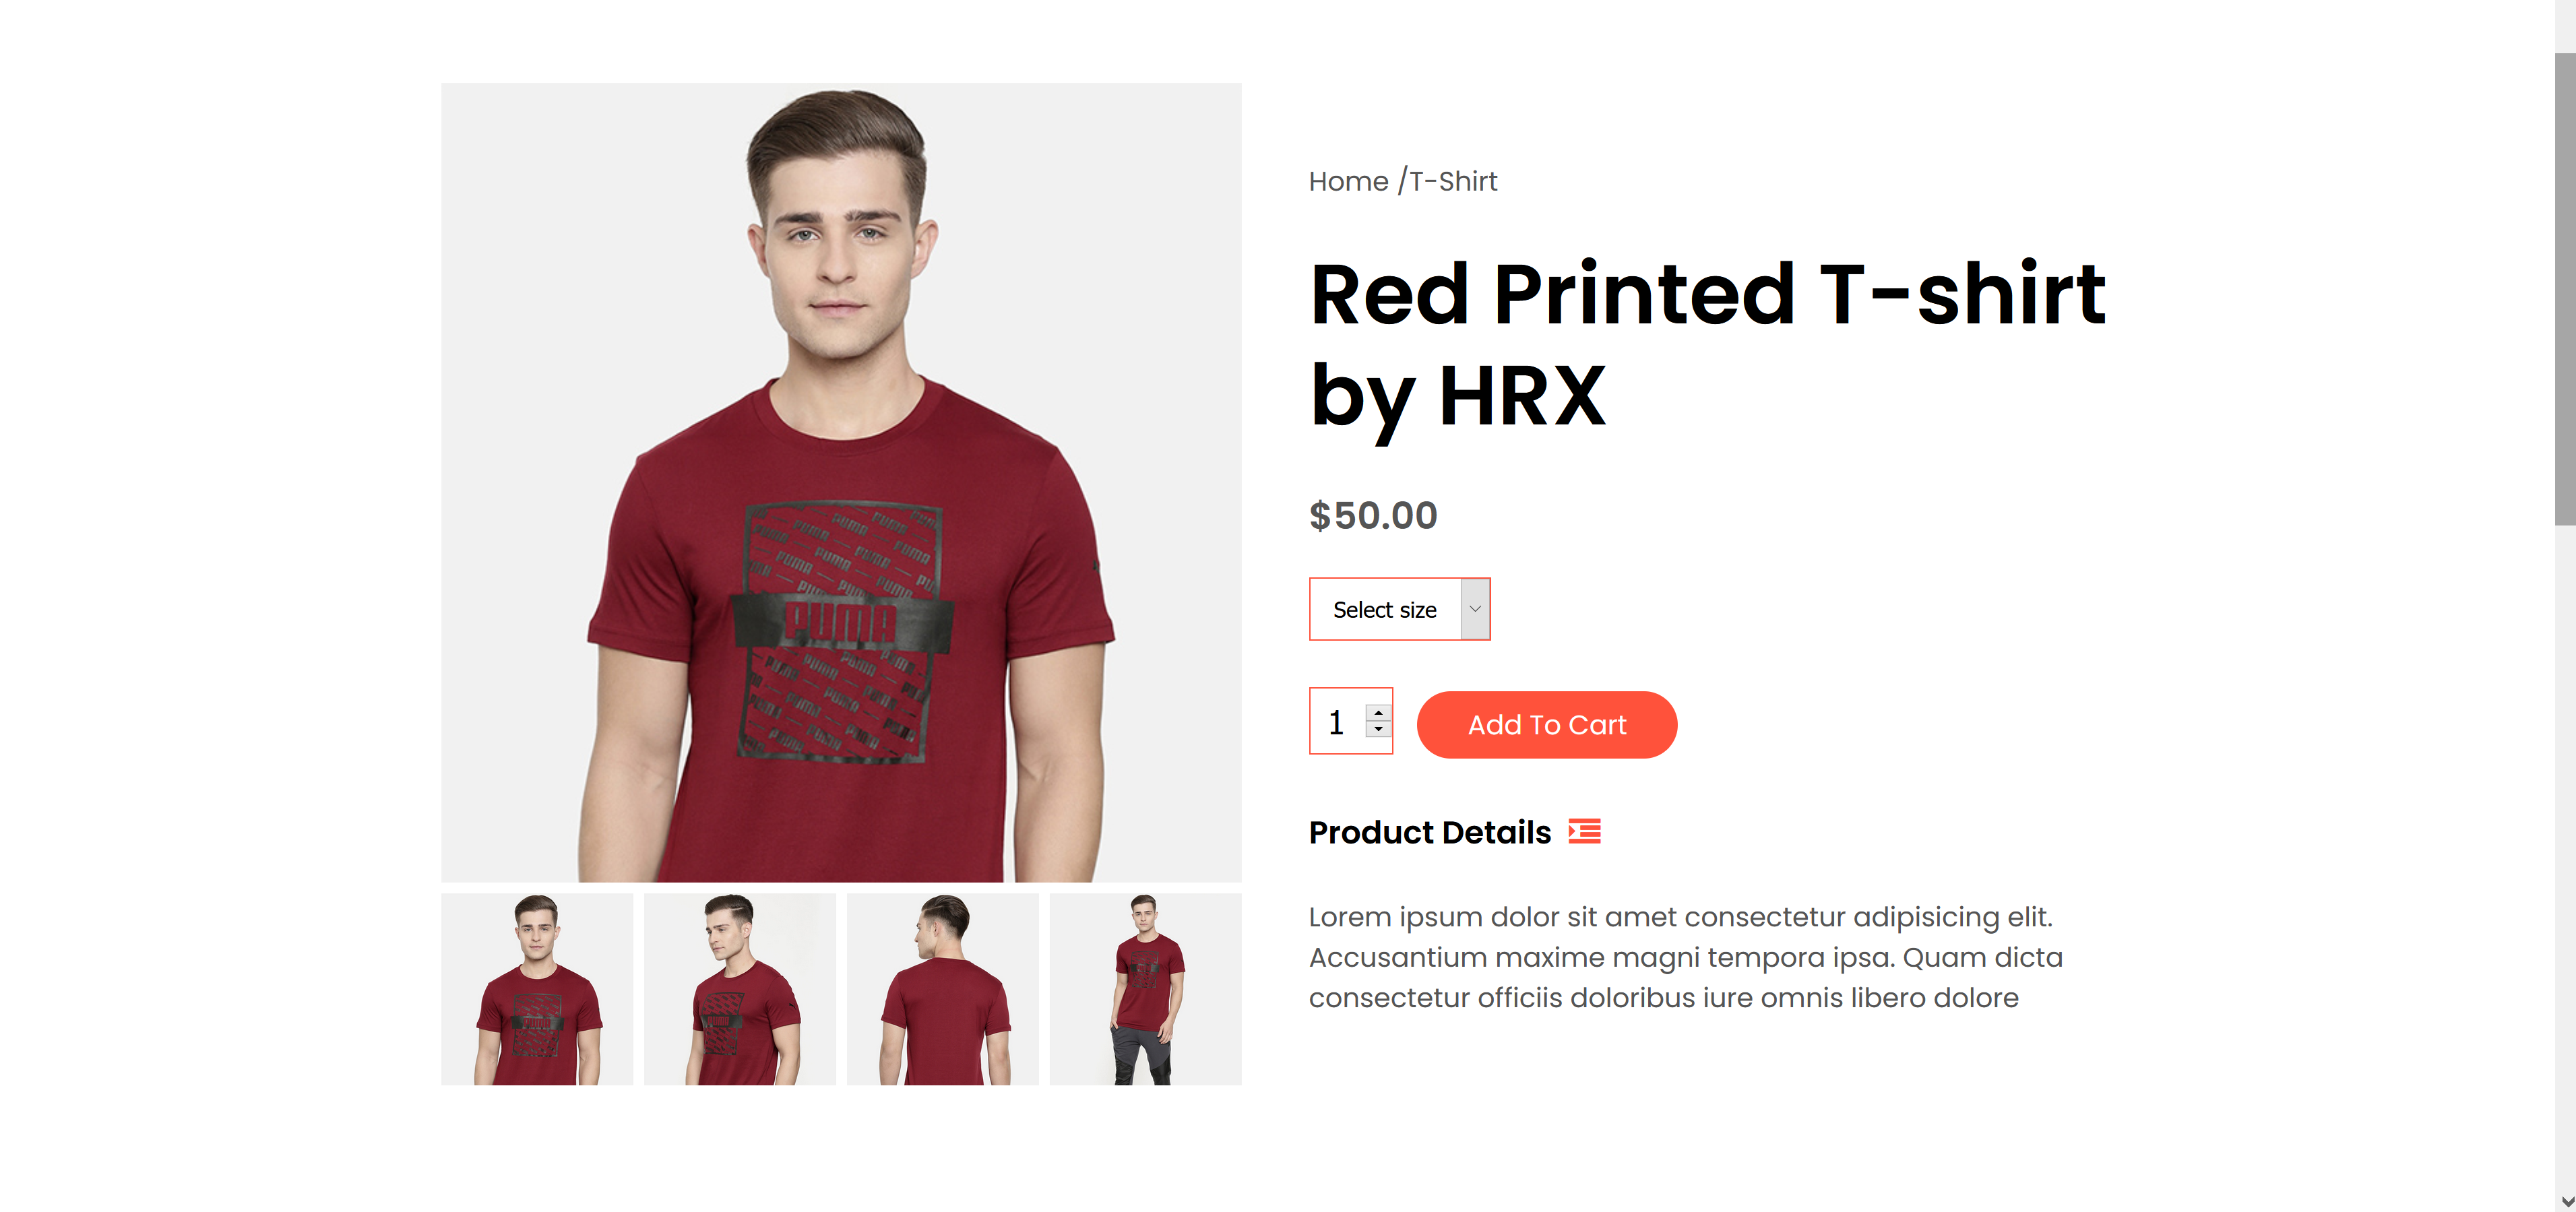 Home /T-Shirt
Red Printed T-shirt
by HRX
$50.00
Select size
1
Add To Cart
Product Details
Lorem ipsum dolor sit amet consectetur adipisicing elit.
Accusantium maxime magni tempora ipsa. Quam dicta
consectetur officiis doloribus iure omnis libero dolore
PUMA